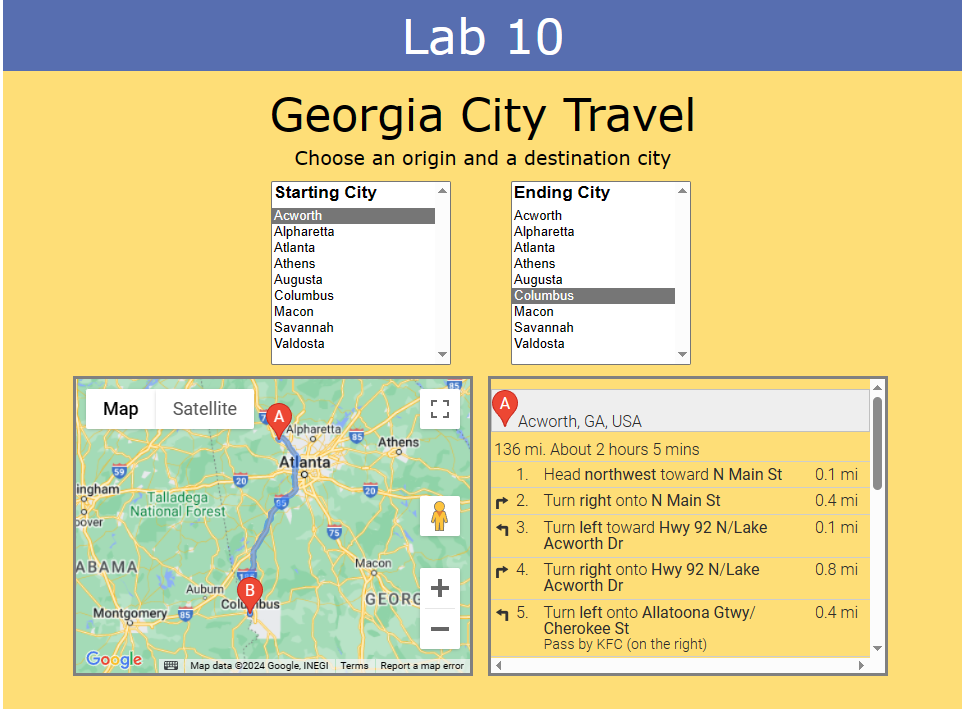 Lab 10
Georgia City Travel
Choose an origin and a destination city
Starting City
Acworth
Alpharetta
Atlanta
Athens
Augusta
Columbus
Macon
Savannah
Valdosta
Ending City
Acworth
Alpharetta
Atlanta
Athens
Augusta
Columbus
Macon
Savannah
Valdosta
Map
Satellite
85
A
Alpharetta
85
Athens
59
Atlanta
20
ingham
Talladega
National Forest
20
85
over
75
ABAMA
Macon
Auburn
B
Columbus
GEORG
Montgomery
85
Google
Map data ©2024 Google, INEGI
Terms
Report a map error
A
Acworth, GA, USA
136 mi. About 2 hours 5 mins
1. Head northwest toward N Main St 0.1 mi
2. Turn right onto N Main St 0.4 mi
3. Turn left toward Hwy 92 N/Lake 0.1 mi
Acworth Dr
4. Turn right onto Hwy 92 N/Lake 0.8 mi
Acworth Dr
5. Turn left onto Allatoona Gtwy/ 0.4 mi
Cherokee St
Pass by KFC (on the right)